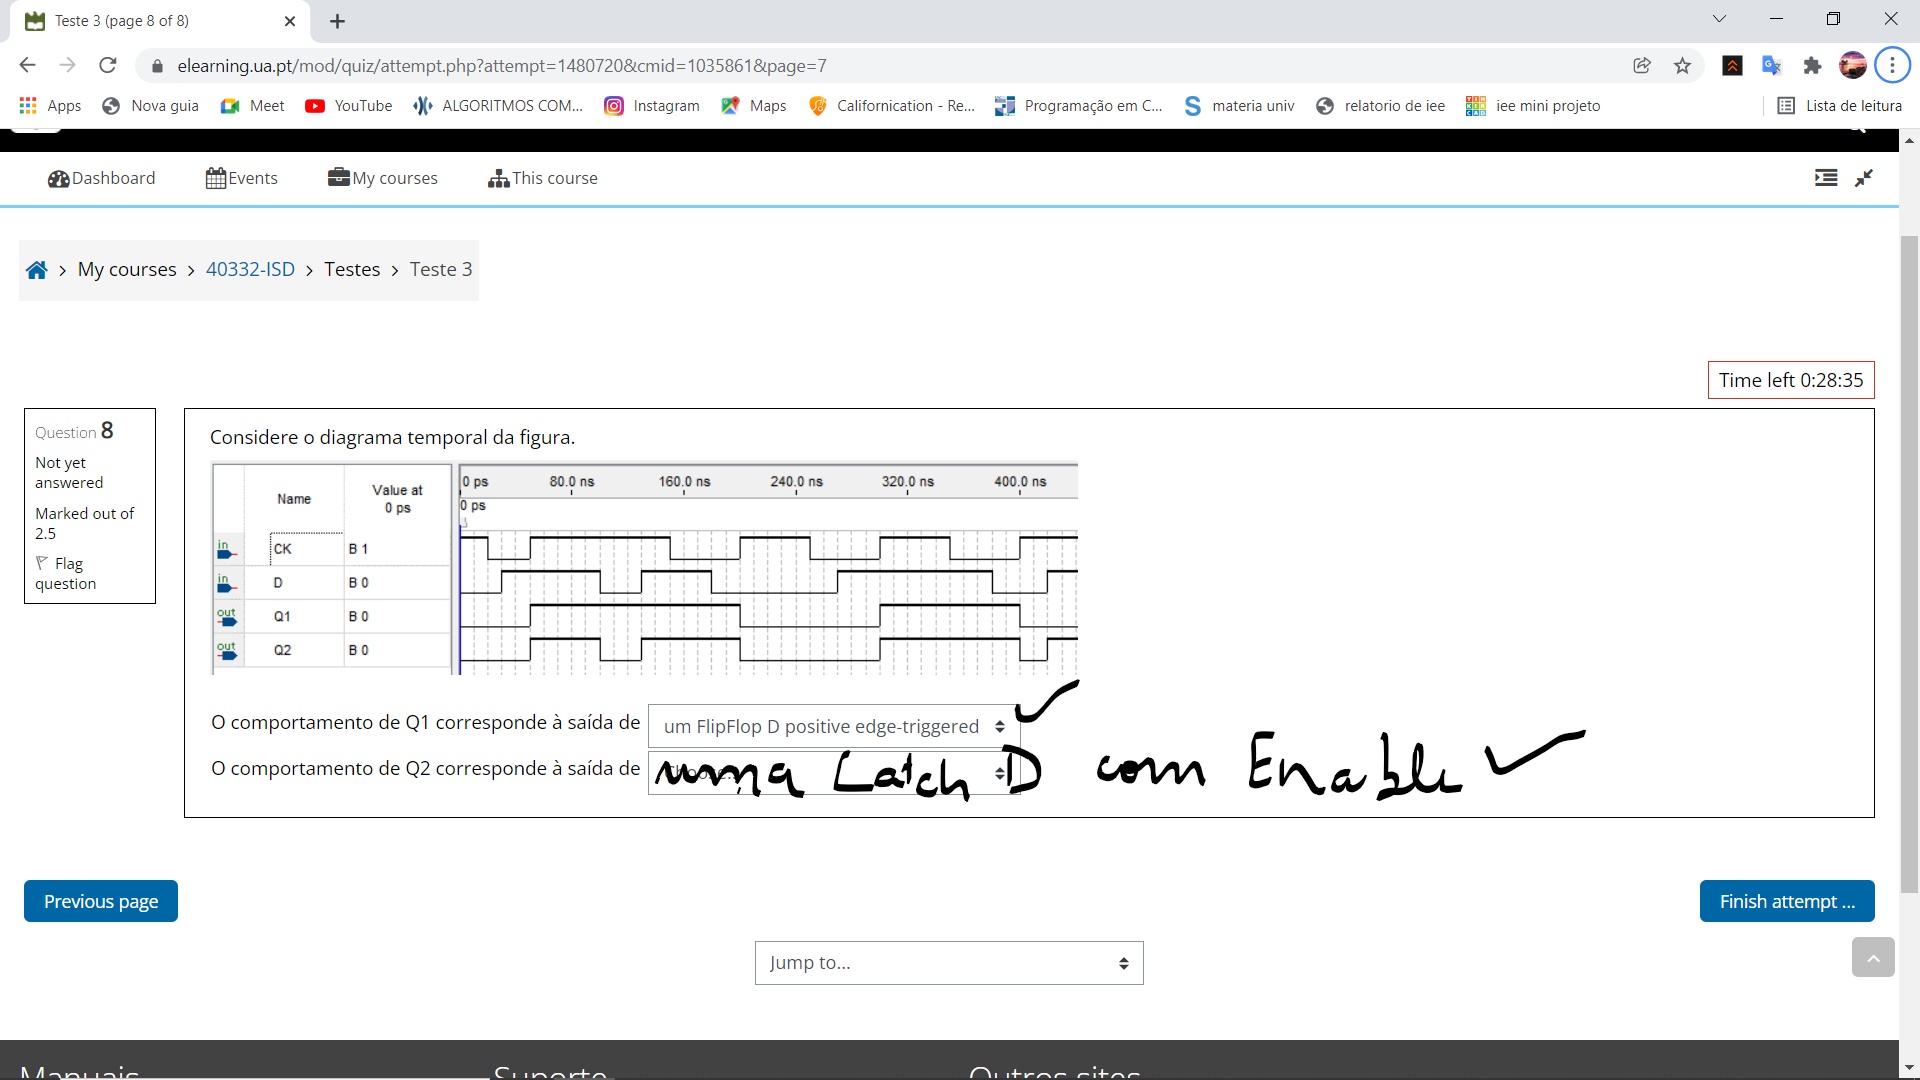 Teste 3 (page 8 of 8)
elearning.ua.pt/mod/quiz/attempt.php?attempt=1480720&cmid=1035861&page=7
Apps Nova guia Meet YouTube ALGORITMOS COM... Instagram Maps Californication - Re... Programação em C... materia univ relatorio de iee iee mini projeto Lista de leitura
Dashboard Events My courses This course
My courses > 40332-ISD > Testes > Teste 3
Time left 0:28:35
Question 8
Not yet
answered
Marked out of
2.5
Flag
question
Considere o diagrama temporal da figura.
Name
Value at
0 ps
0 ps 80.0 ns 160.0 ns 240.0 ns 320.0 ns 400.0 ns
0 ps
in CK B 1
in D B 0
out Q1 B 0
out Q2 B 0
O comportamento de Q1 corresponde à saída de um FlipFlop D positive edge-triggered
O comportamento de Q2 corresponde à saída de uma Latch D com Enable
Previous page
Finish attempt ...
Jump to...
Manuais Suporte Outros sites